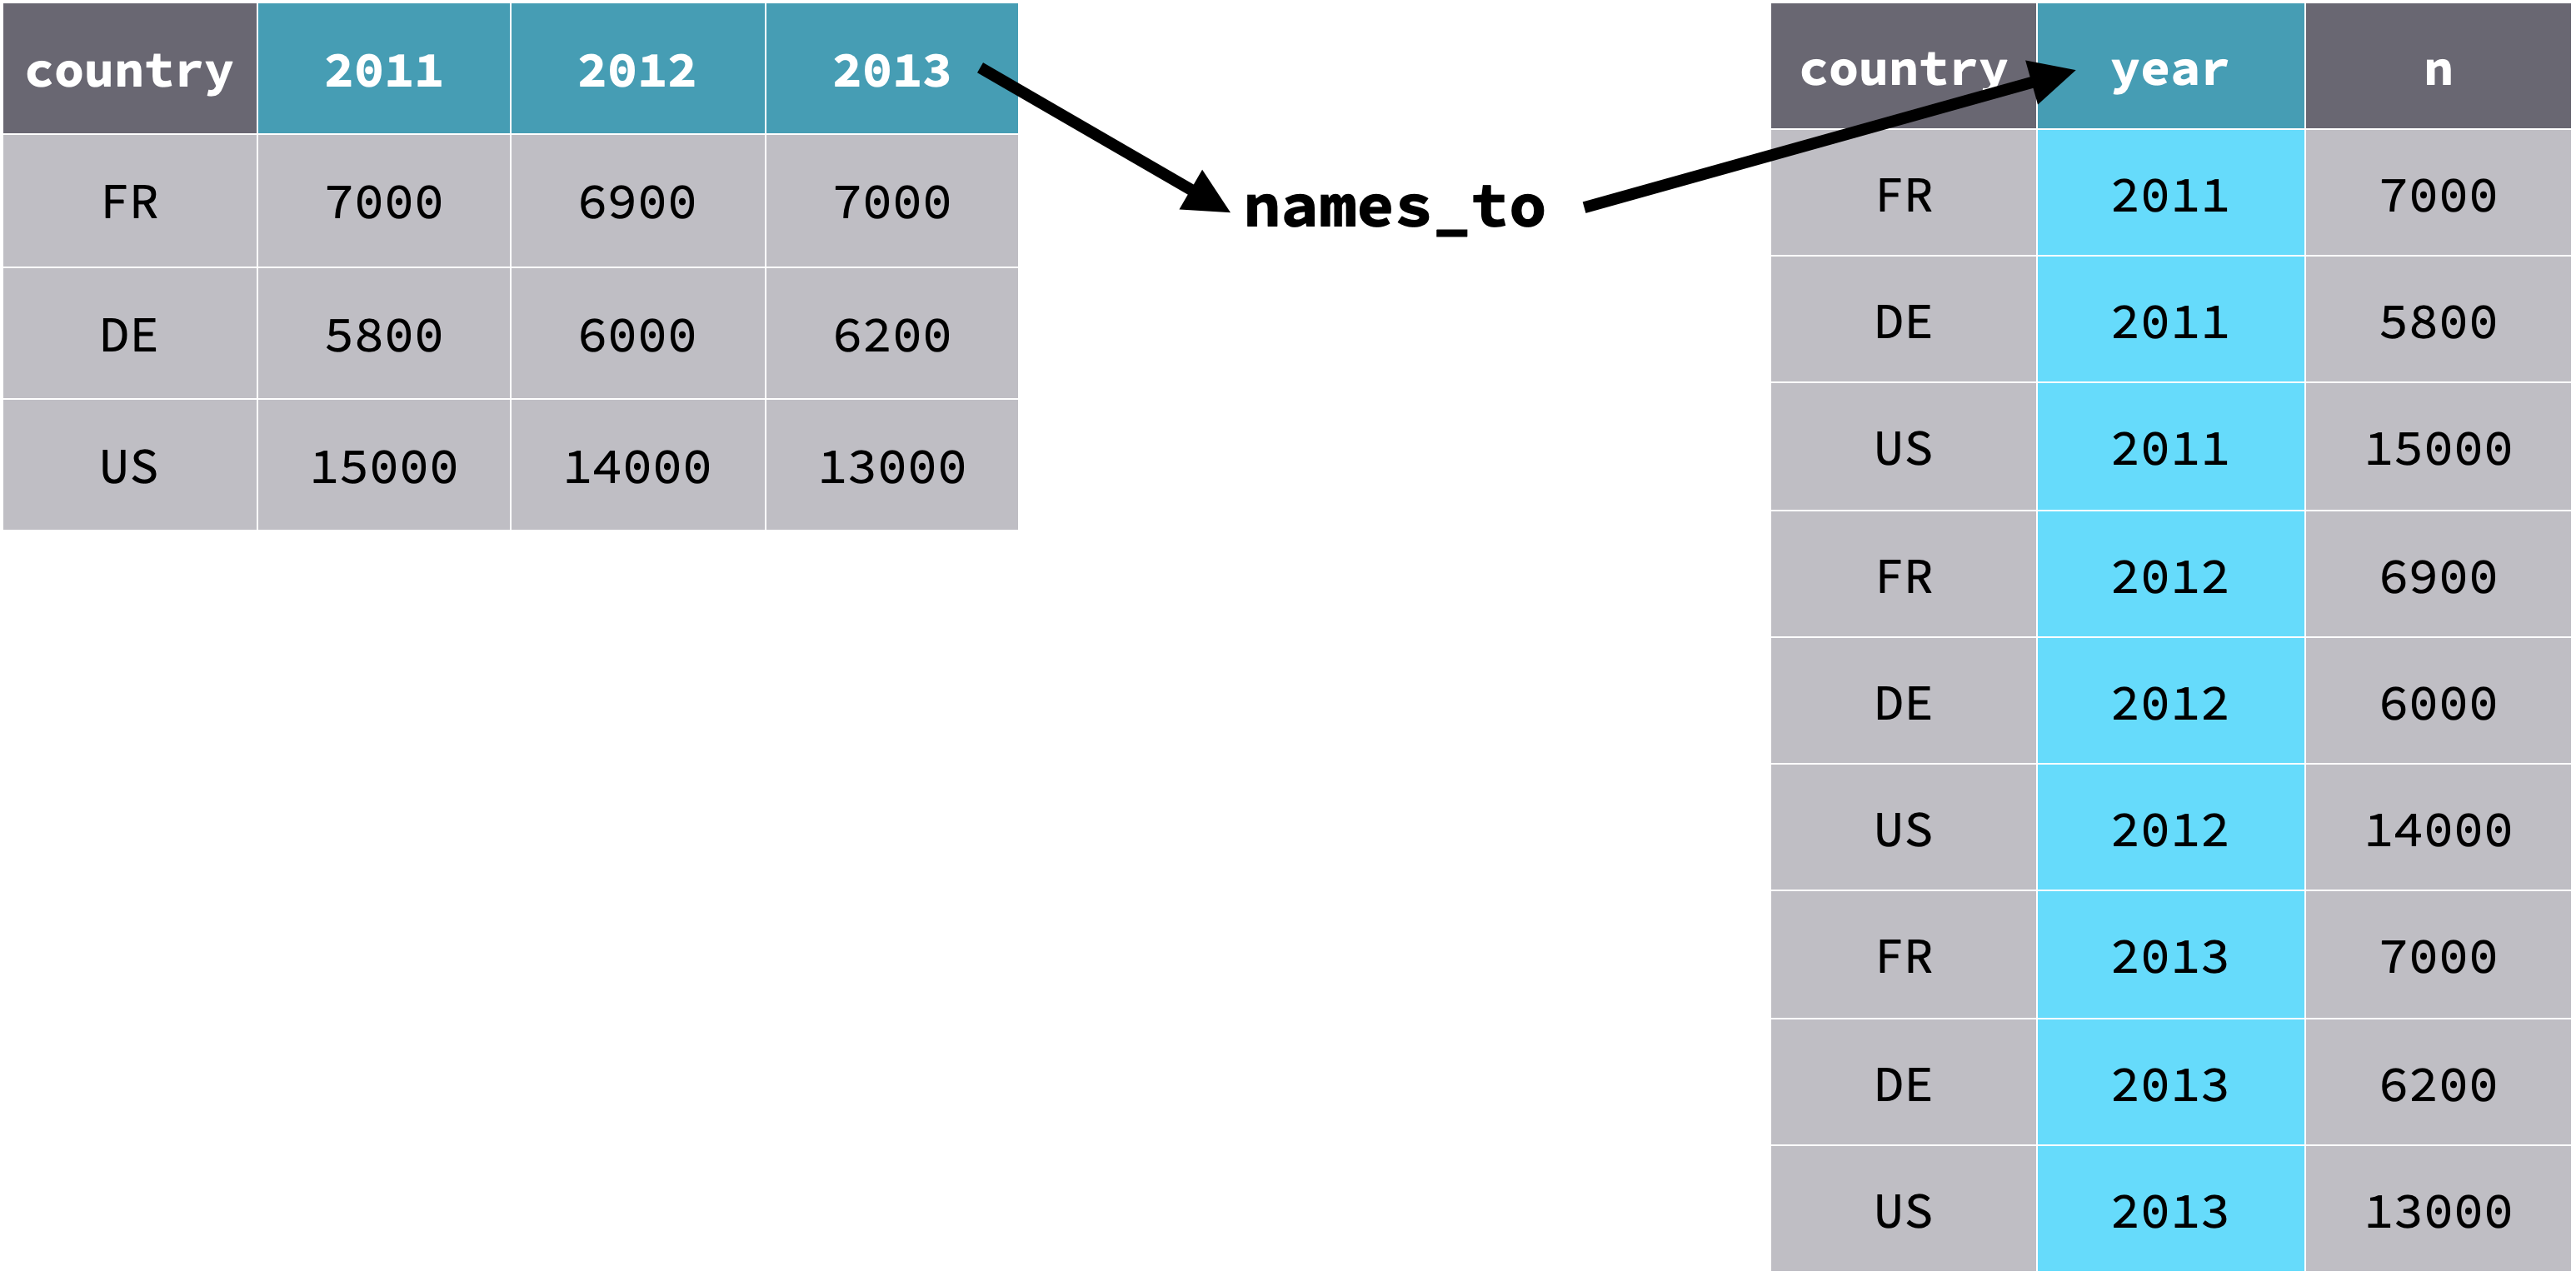 country 2011 2012 2013
FR 7000 6900 7000
DE 5800 6000 6200
US 15000 14000 13000
names_to
country year n
FR 2011 7000
DE 2011 5800
US 2011 15000
FR 2012 6900
DE 2012 6000
US 2012 14000
FR 2013 7000
DE 2013 6200
US 2013 13000